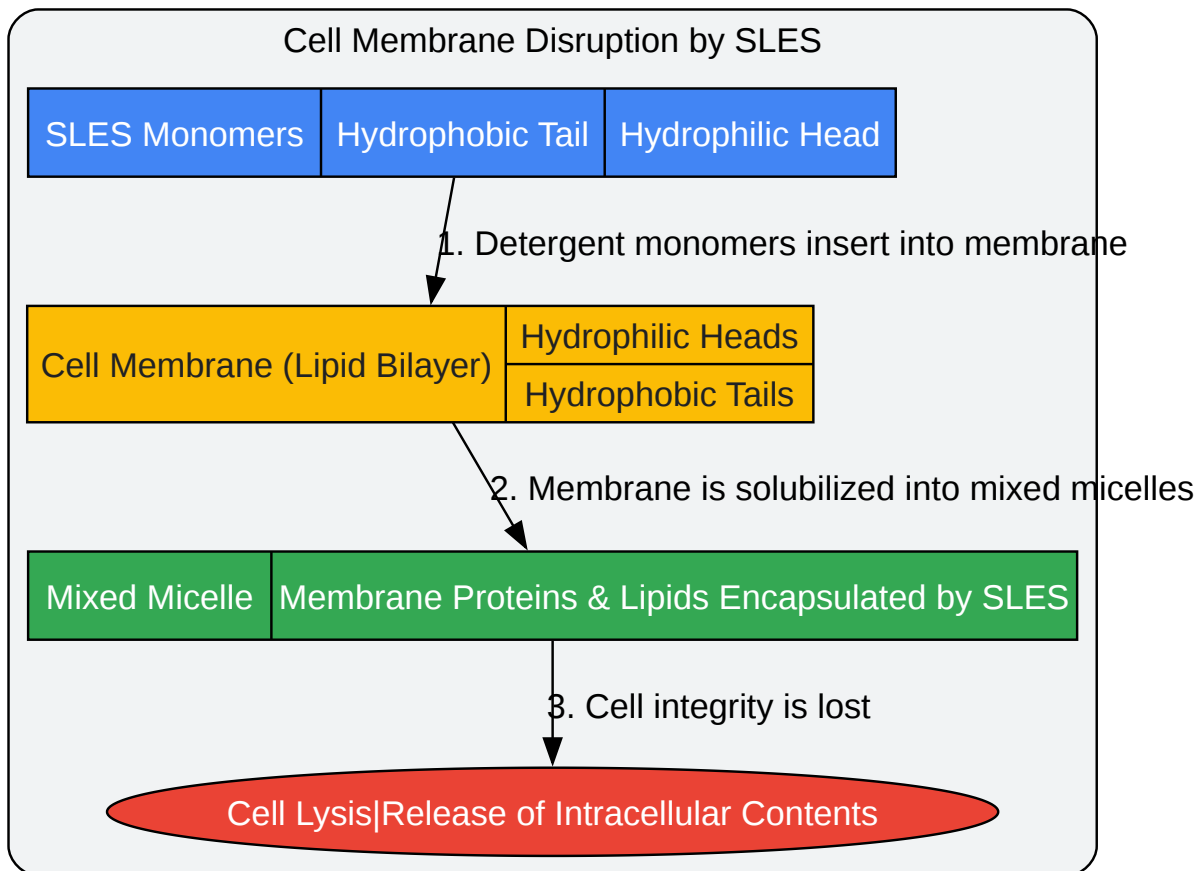 Cell Membrane Disruption by SLES
SLES Monomers
Hydrophobic Tail
Hydrophilic Head
1. Detergent monomers insert into membrane
Cell Membrane (Lipid Bilayer)
Hydrophilic Heads
Hydrophobic Tails
2. Membrane is solubilized into mixed micelles
Mixed Micelle
Membrane Proteins & Lipids Encapsulated by SLES
3. Cell integrity is lost
Cell Lysis|Release of Intracellular Contents